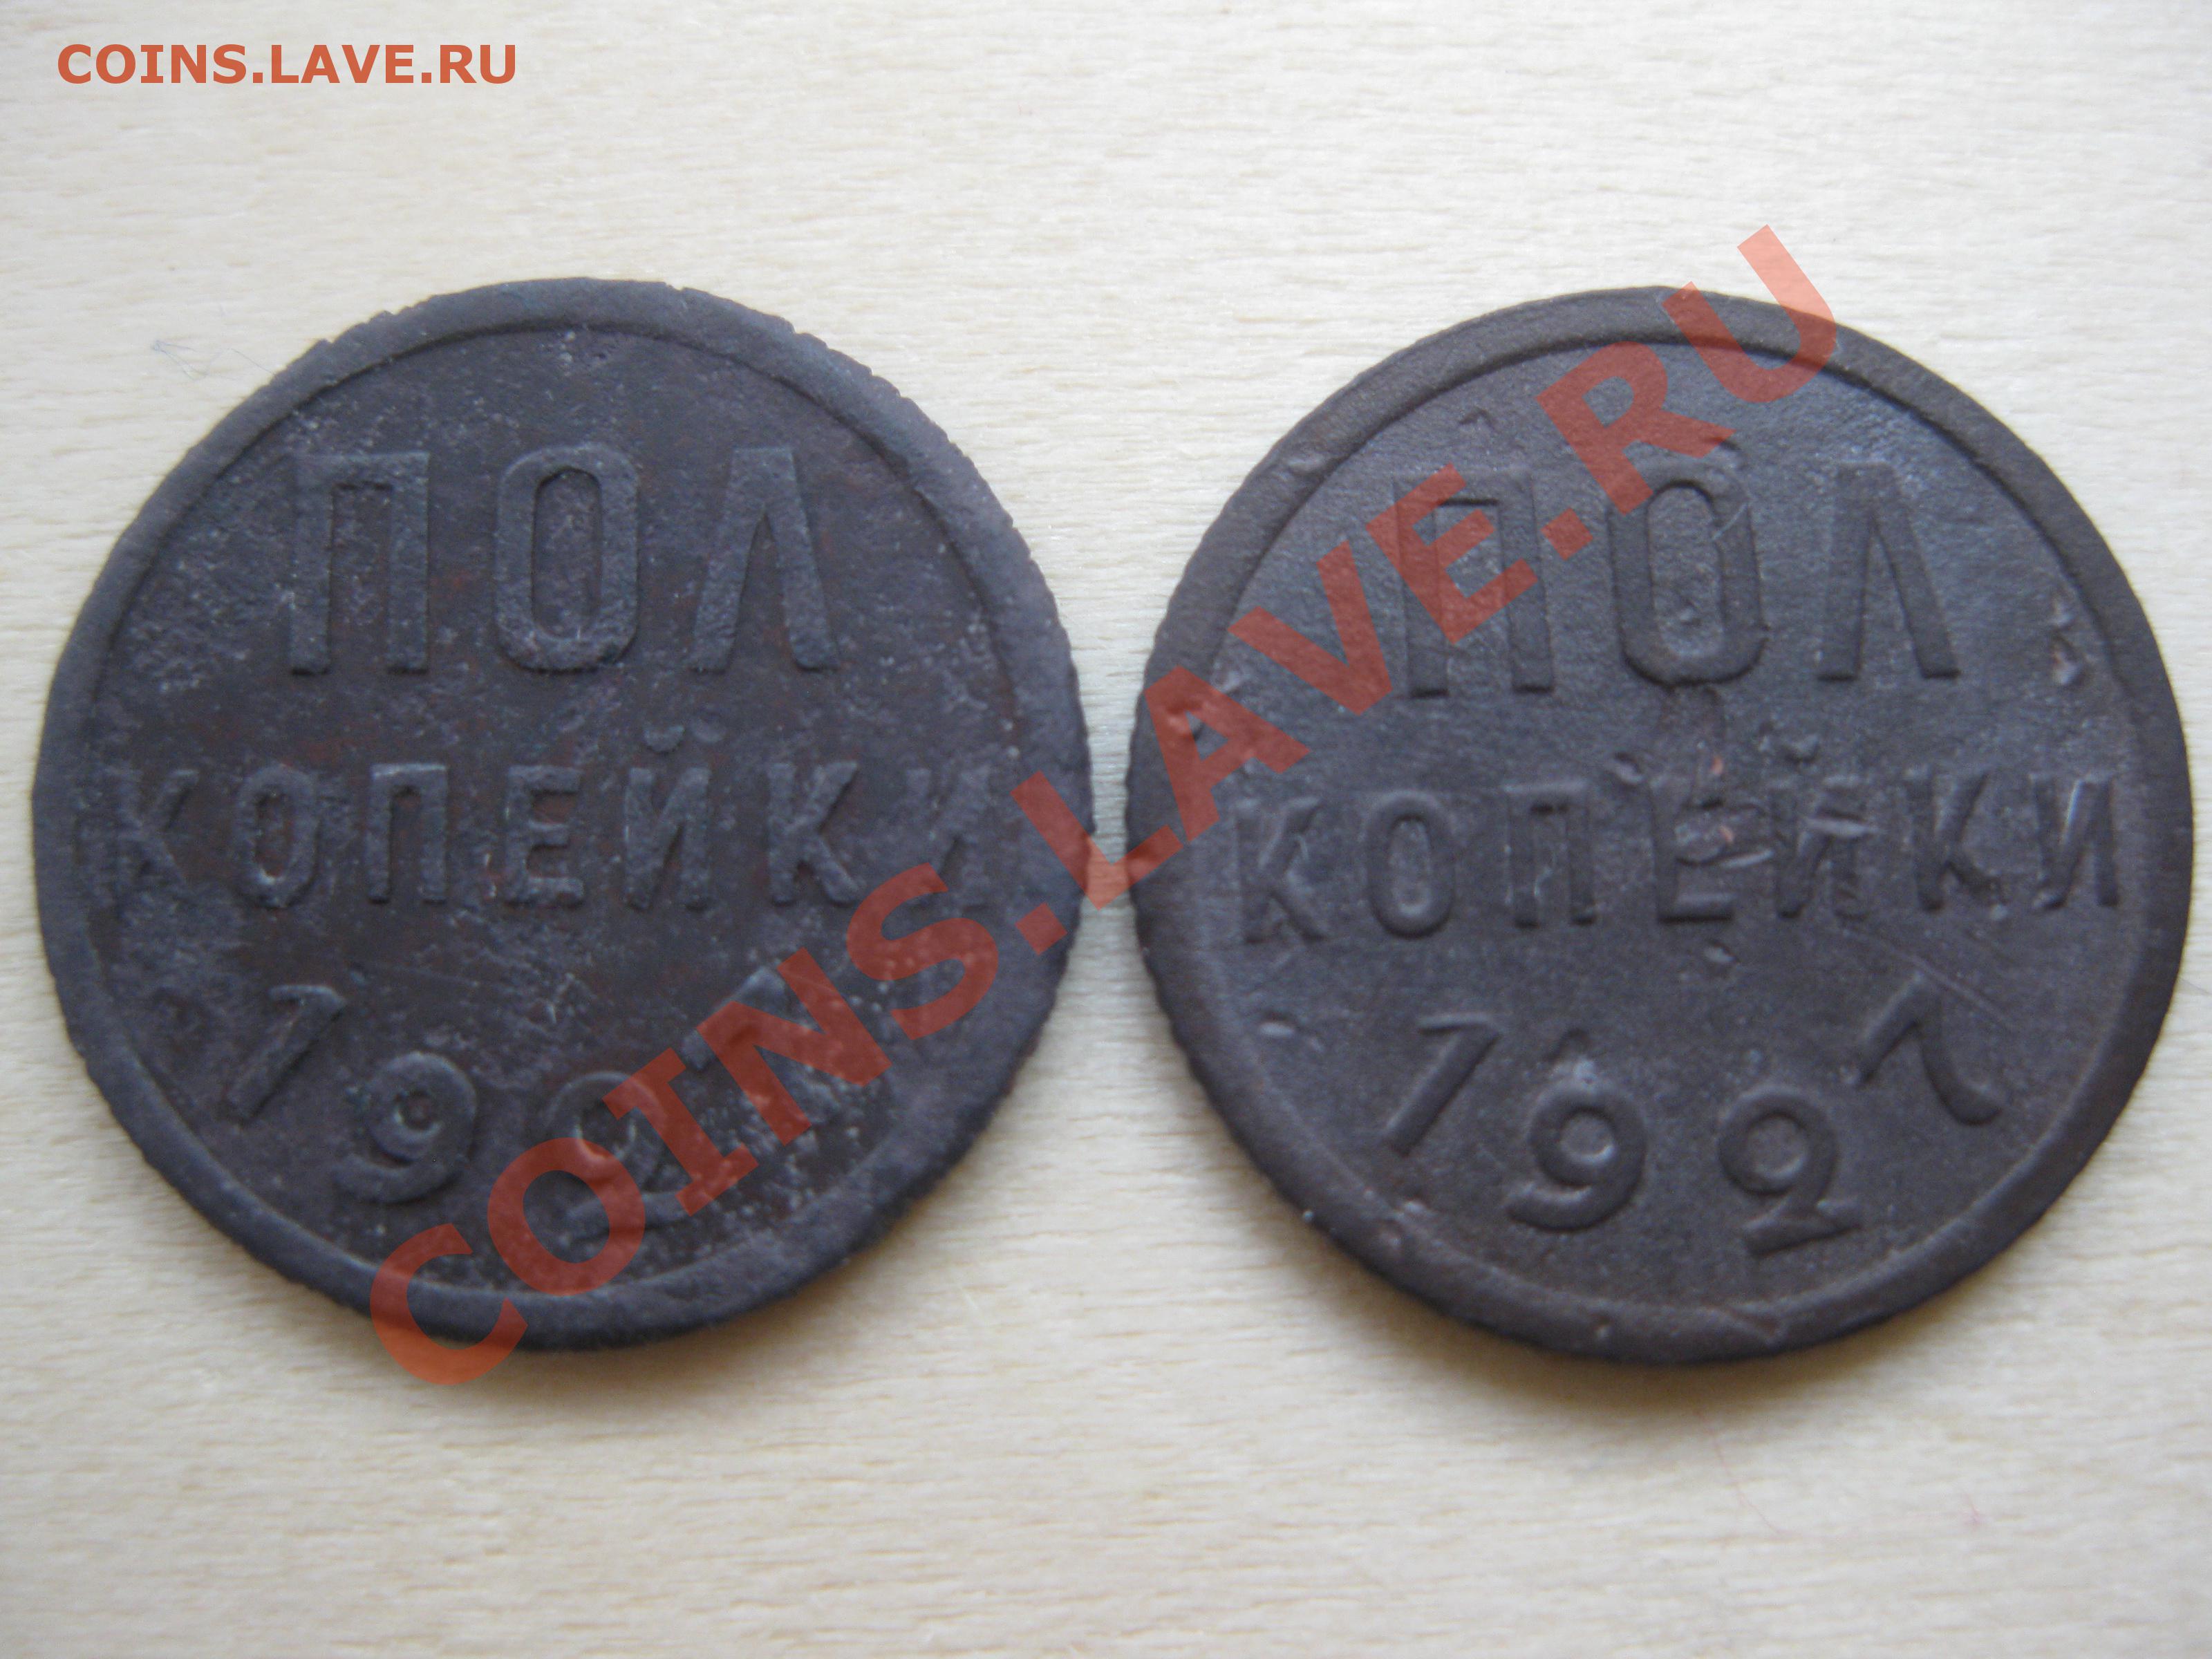 COINS.LAVE.RU
ПОЛ
КОПЕЙКИ
ПОЛ
КОПЕЙКИ
1927
COINS.LAVE.RU